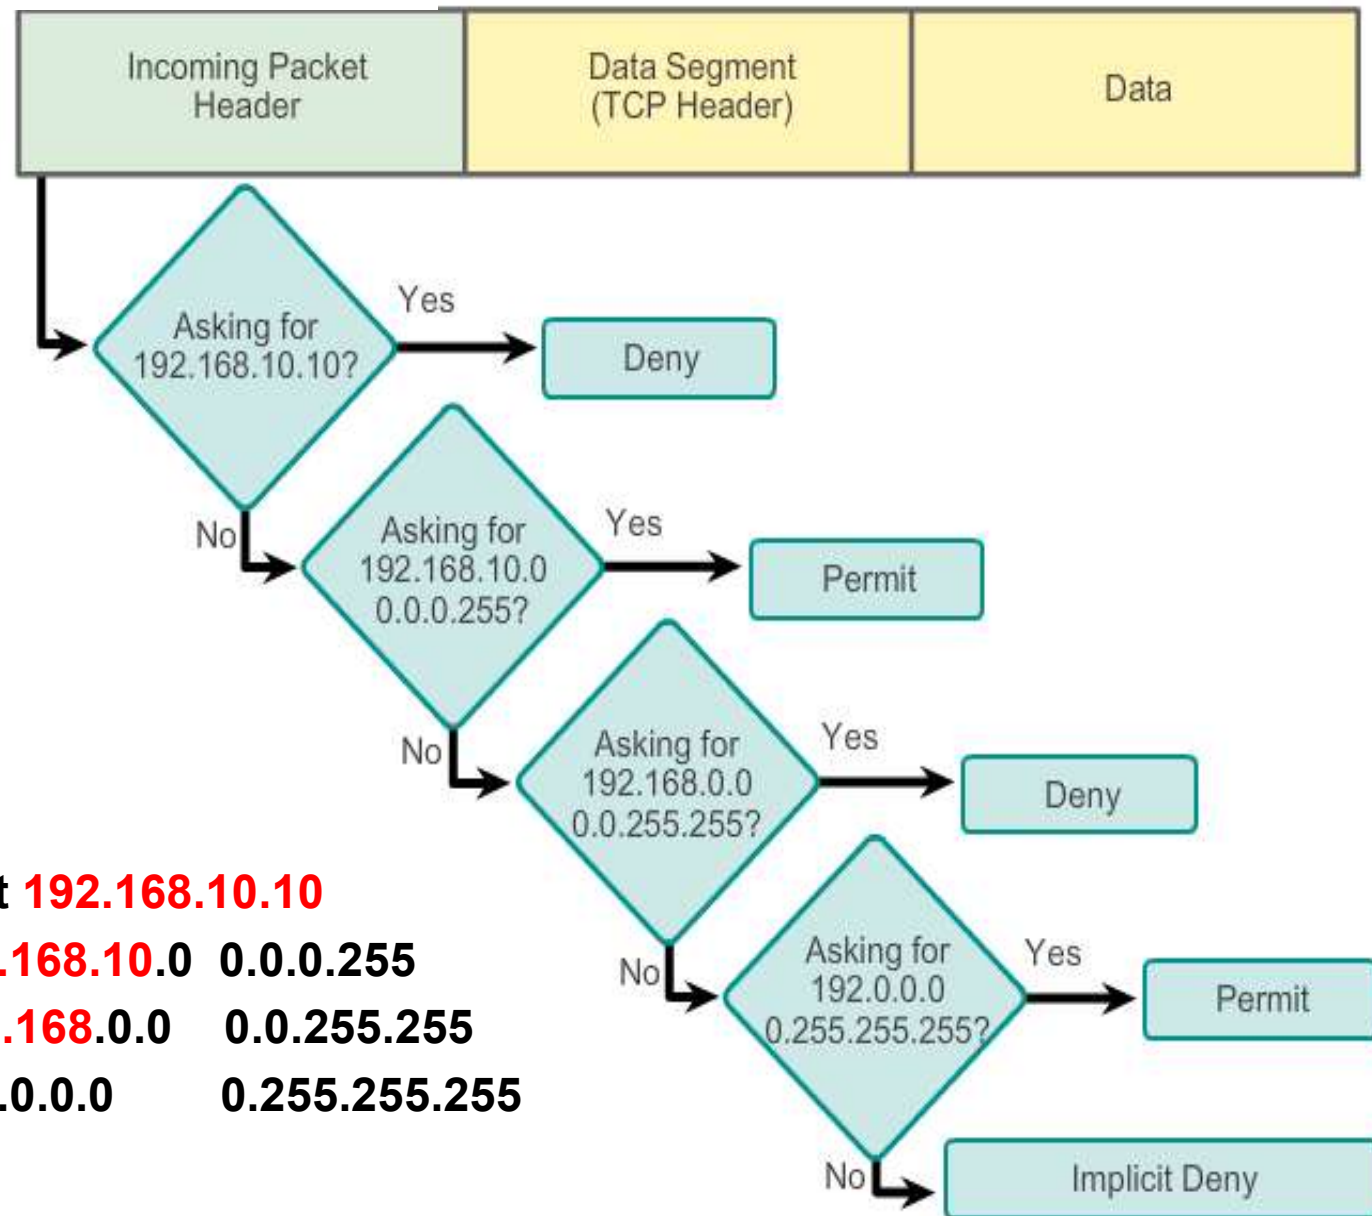 Incoming Packet
Header
Data Segment
(TCP Header)
Data
Asking for
192.168.10.10?
Yes
Deny
No
Asking for
192.168.10.0
0.0.0.255?
Yes
Permit
No
Asking for
192.168.0.0
0.0.255.255?
Yes
Deny
No
Asking for
192.0.0.0
0.255.255.255?
Yes
Permit
No
Implicit Deny
t 192.168.10.10
.168.10.0 0.0.0.255
.168.0.0 0.0.255.255
.0.0.0 0.255.255.255